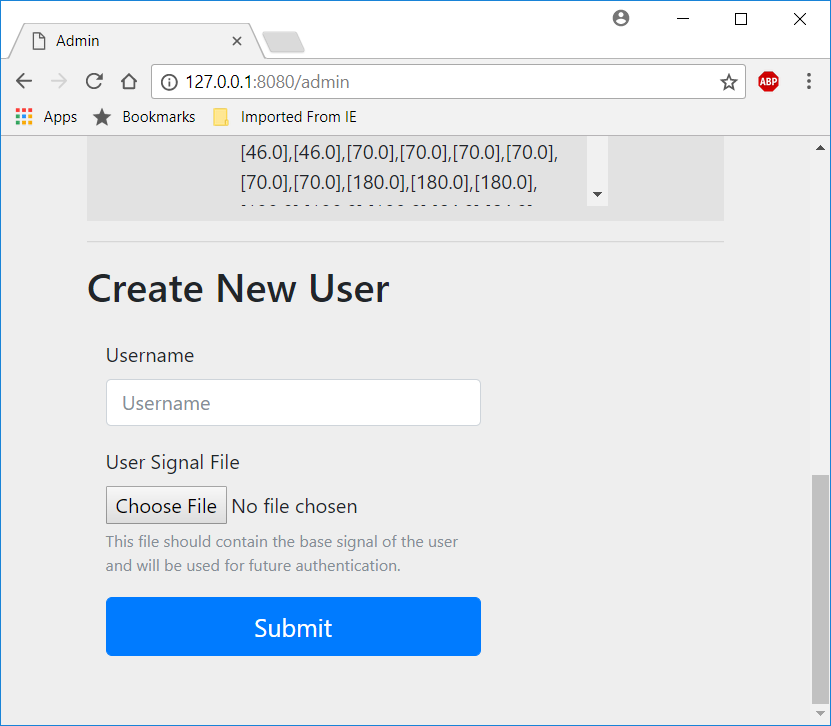 Admin
127.0.0.1:8080/admin
ABP
Apps Bookmarks Imported From IE
[46.0],[46.0],[70.0],[70.0],[70.0],[70.0],
[70.0],[70.0],[180.0],[180.0],[180.0],
Create New User
Username
Username
User Signal File
Choose File No file chosen
This file should contain the base signal of the user
and will be used for future authentication.
Submit